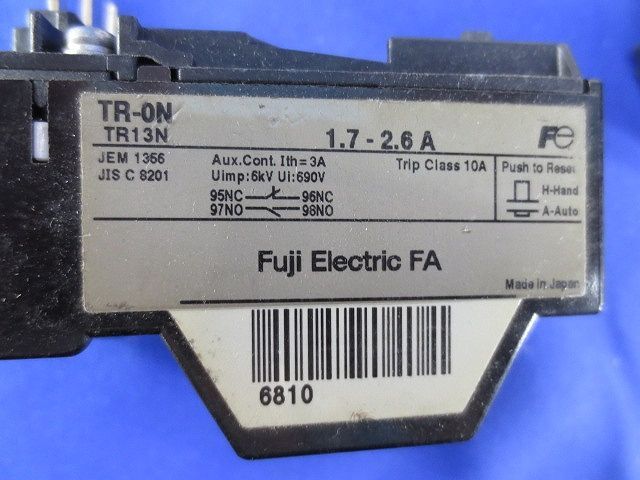 TR-0N
TR13N
1.7 - 2.6 A
Fe
JEM 1356
JIS C 8201
Aux.Cont. Ith=3A
Uimp:6kV Ui:690V
Trip Class 10A
Push to Reset
95NC 96NC
97NO 98NO
H-Hand
A-Auto
Fuji Electric FA
Made in Japan
6810